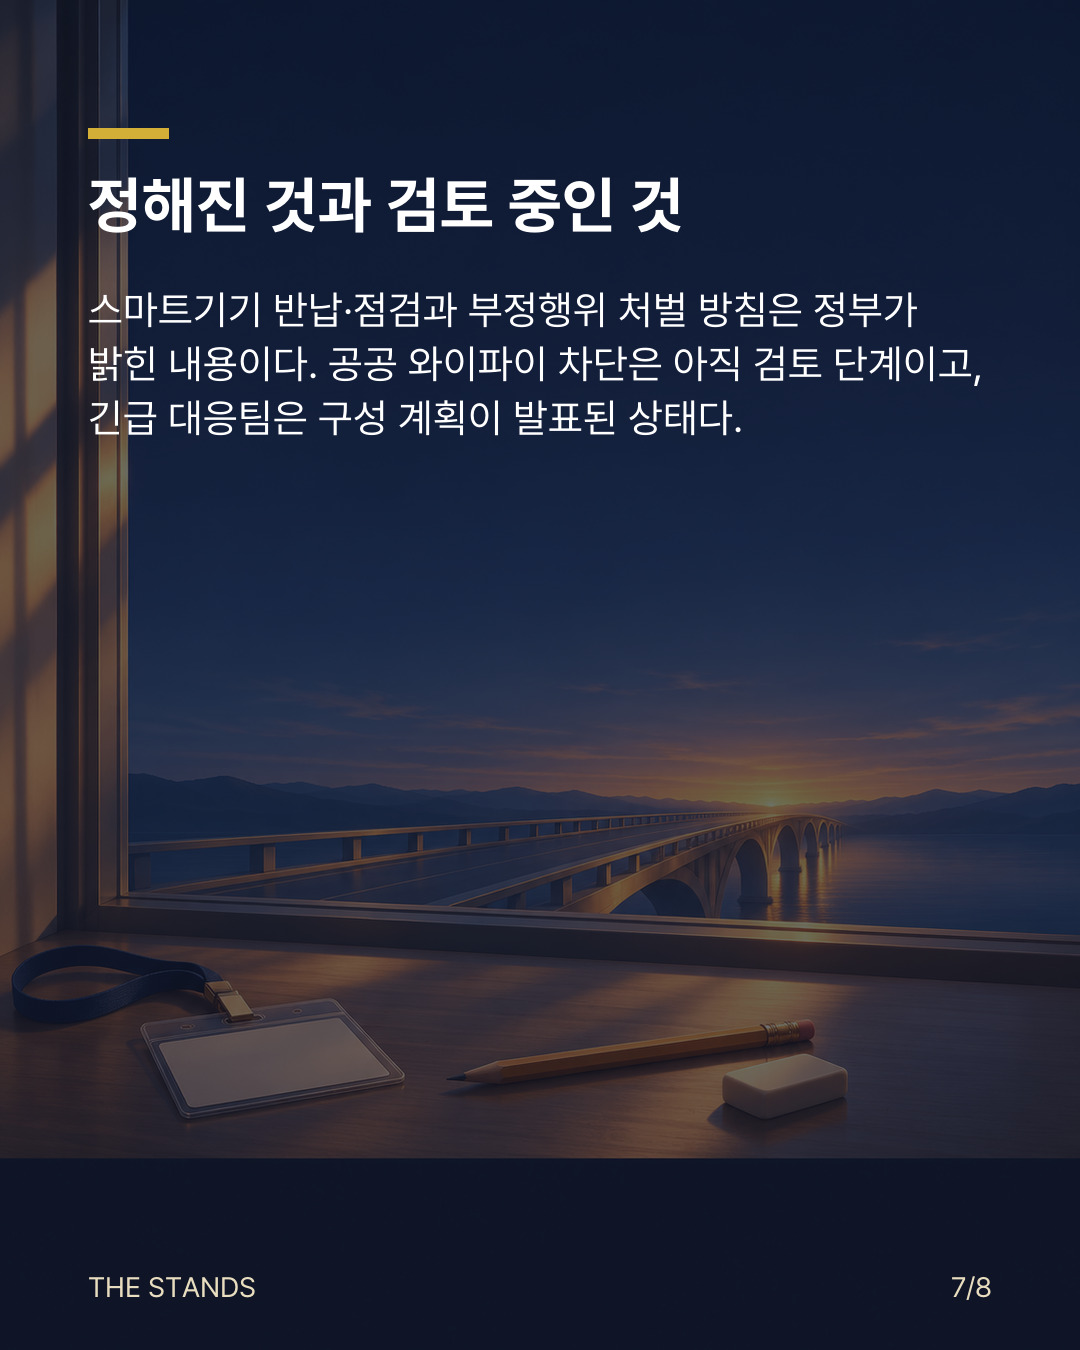 정해진 것과 검토 중인 것
스마트기기 반납·점검과 부정행위 처벌 방침은 정부가
밝힌 내용이다. 공공 와이파이 차단은 아직 검토 단계이고,
긴급 대응팀은 구성 계획이 발표된 상태다.
THE STANDS
7/8